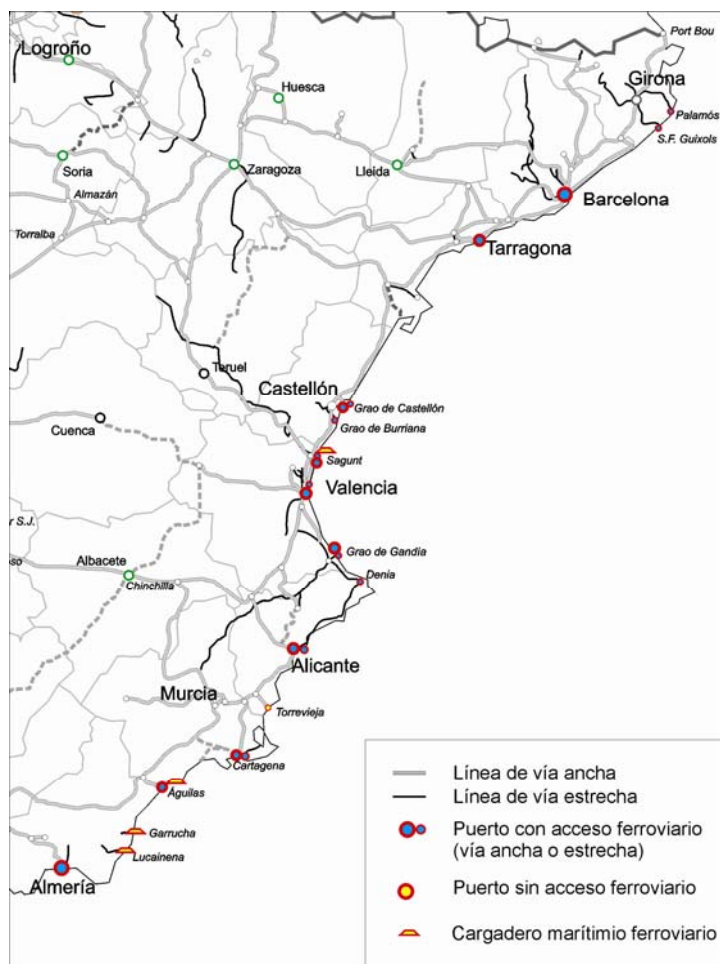 Port Bou
Logroño
Girona
Huesca
Palamós
S.F. Guixols
Soria
Zaragoza
Lleida
Almazán
Barcelona
Torralba
Tarragona
Teruel
Castellón
Grao de Castellón
Cuenca
Grao de Burriana
Sagunt
Valencia
r S.J.
Grao de Gandía
oso
Albacete
Chinchilla
Denia
Alicante
Murcia
Torrevieja
Cartagena
Águilas
Garrucha
Lucainena
Almería
Línea de vía ancha
Línea de vía estrecha
Puerto con acceso ferroviario
(vía ancha o estrecha)
Puerto sin acceso ferroviario
Cargadero marítimio ferroviario